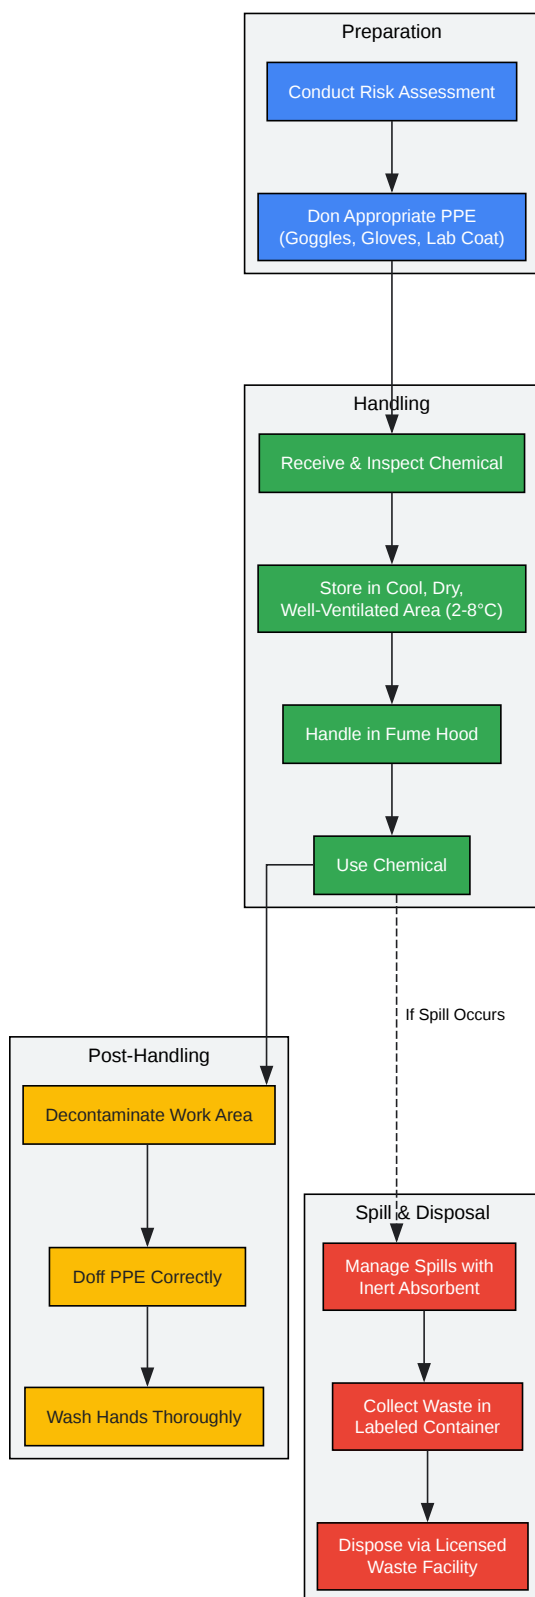 Preparation
Conduct Risk Assessment
Don Appropriate PPE
(Goggles, Gloves, Lab Coat)
Handling
Receive & Inspect Chemical
Store in Cool, Dry,
Well-Ventilated Area (2-8°C)
Handle in Fume Hood
Use Chemical
If Spill Occurs
Post-Handling
Decontaminate Work Area
Doff PPE Correctly
Wash Hands Thoroughly
Spill & Disposal
Manage Spills with
Inert Absorbent
Collect Waste in
Labeled Container
Dispose via Licensed
Waste Facility